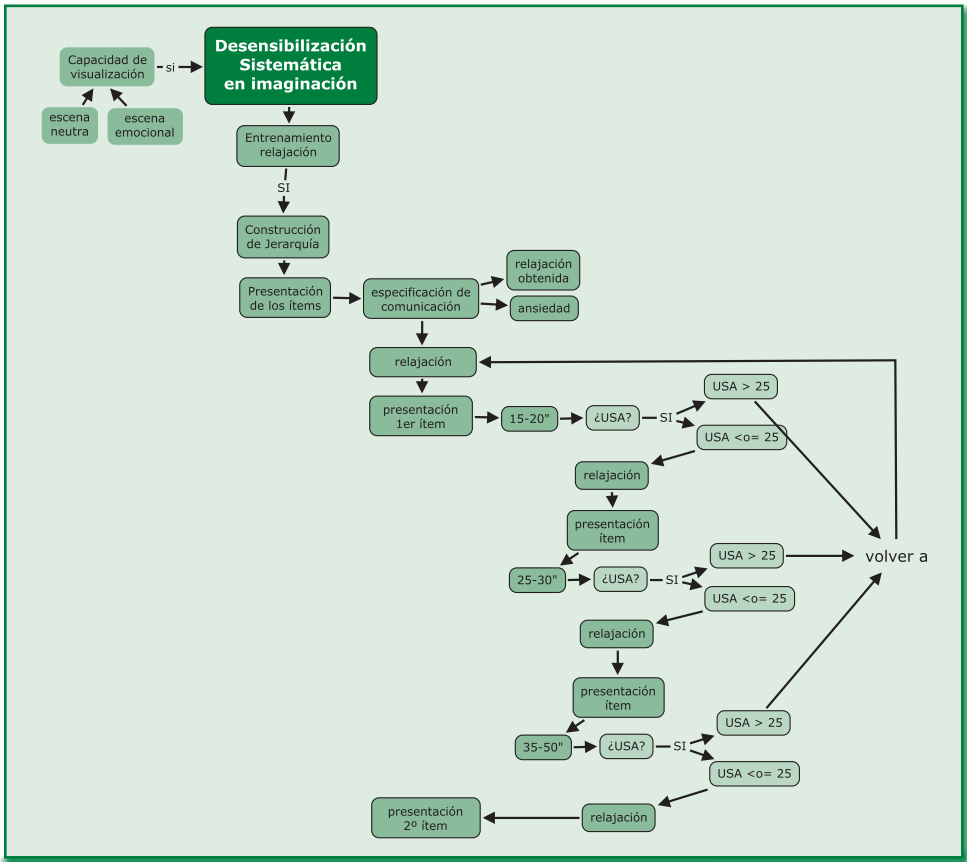 Desensibilización
Sistemática
en imaginación
Capacidad de
visualización
si
escena
neutra
escena
emocional
Entrenamiento
relajación
SI
Construcción
de Jerarquía
Presentación
de los ítems
especificación de
comunicación
relajación
obtenida
ansiedad
relajación
presentación
1er ítem
15-20"
¿USA?
SI
USA > 25
USA <o= 25
relajación
presentación
ítem
25-30"
¿USA?
SI
USA > 25
USA <o= 25
volver a
relajación
presentación
ítem
35-50"
¿USA?
SI
USA > 25
USA <o= 25
relajación
presentación
2º ítem